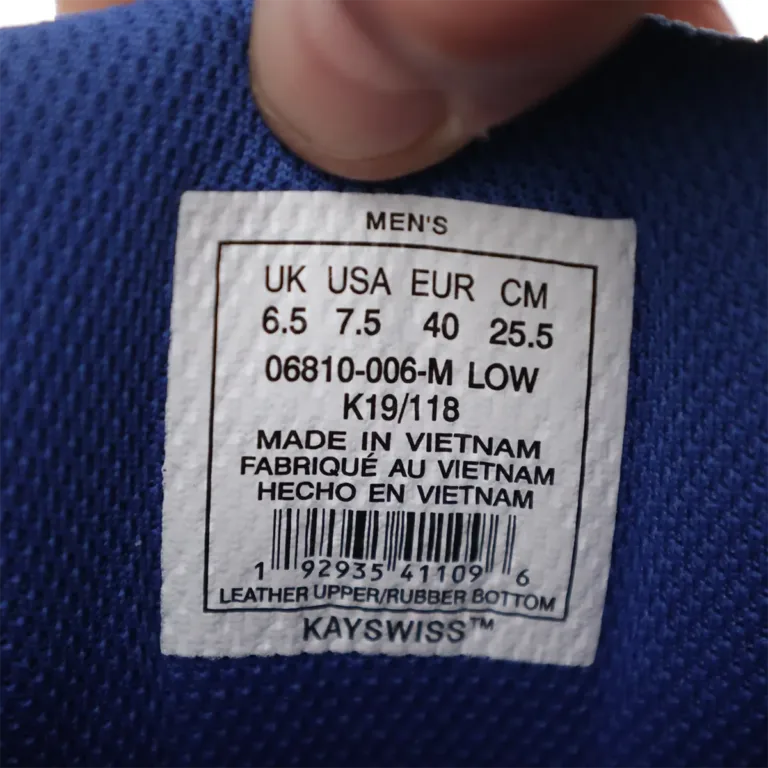 MEN'S
UK USA EUR CM
6.5 7.5 40 25.5
06810-006-M LOW
K19/118
MADE IN VIETNAM
FABRIQUÉ AU VIETNAM
HECHO EN VIETNAM
1 92935 41109 6
LEATHER UPPER/RUBBER BOTTOM
KAYSWISS™